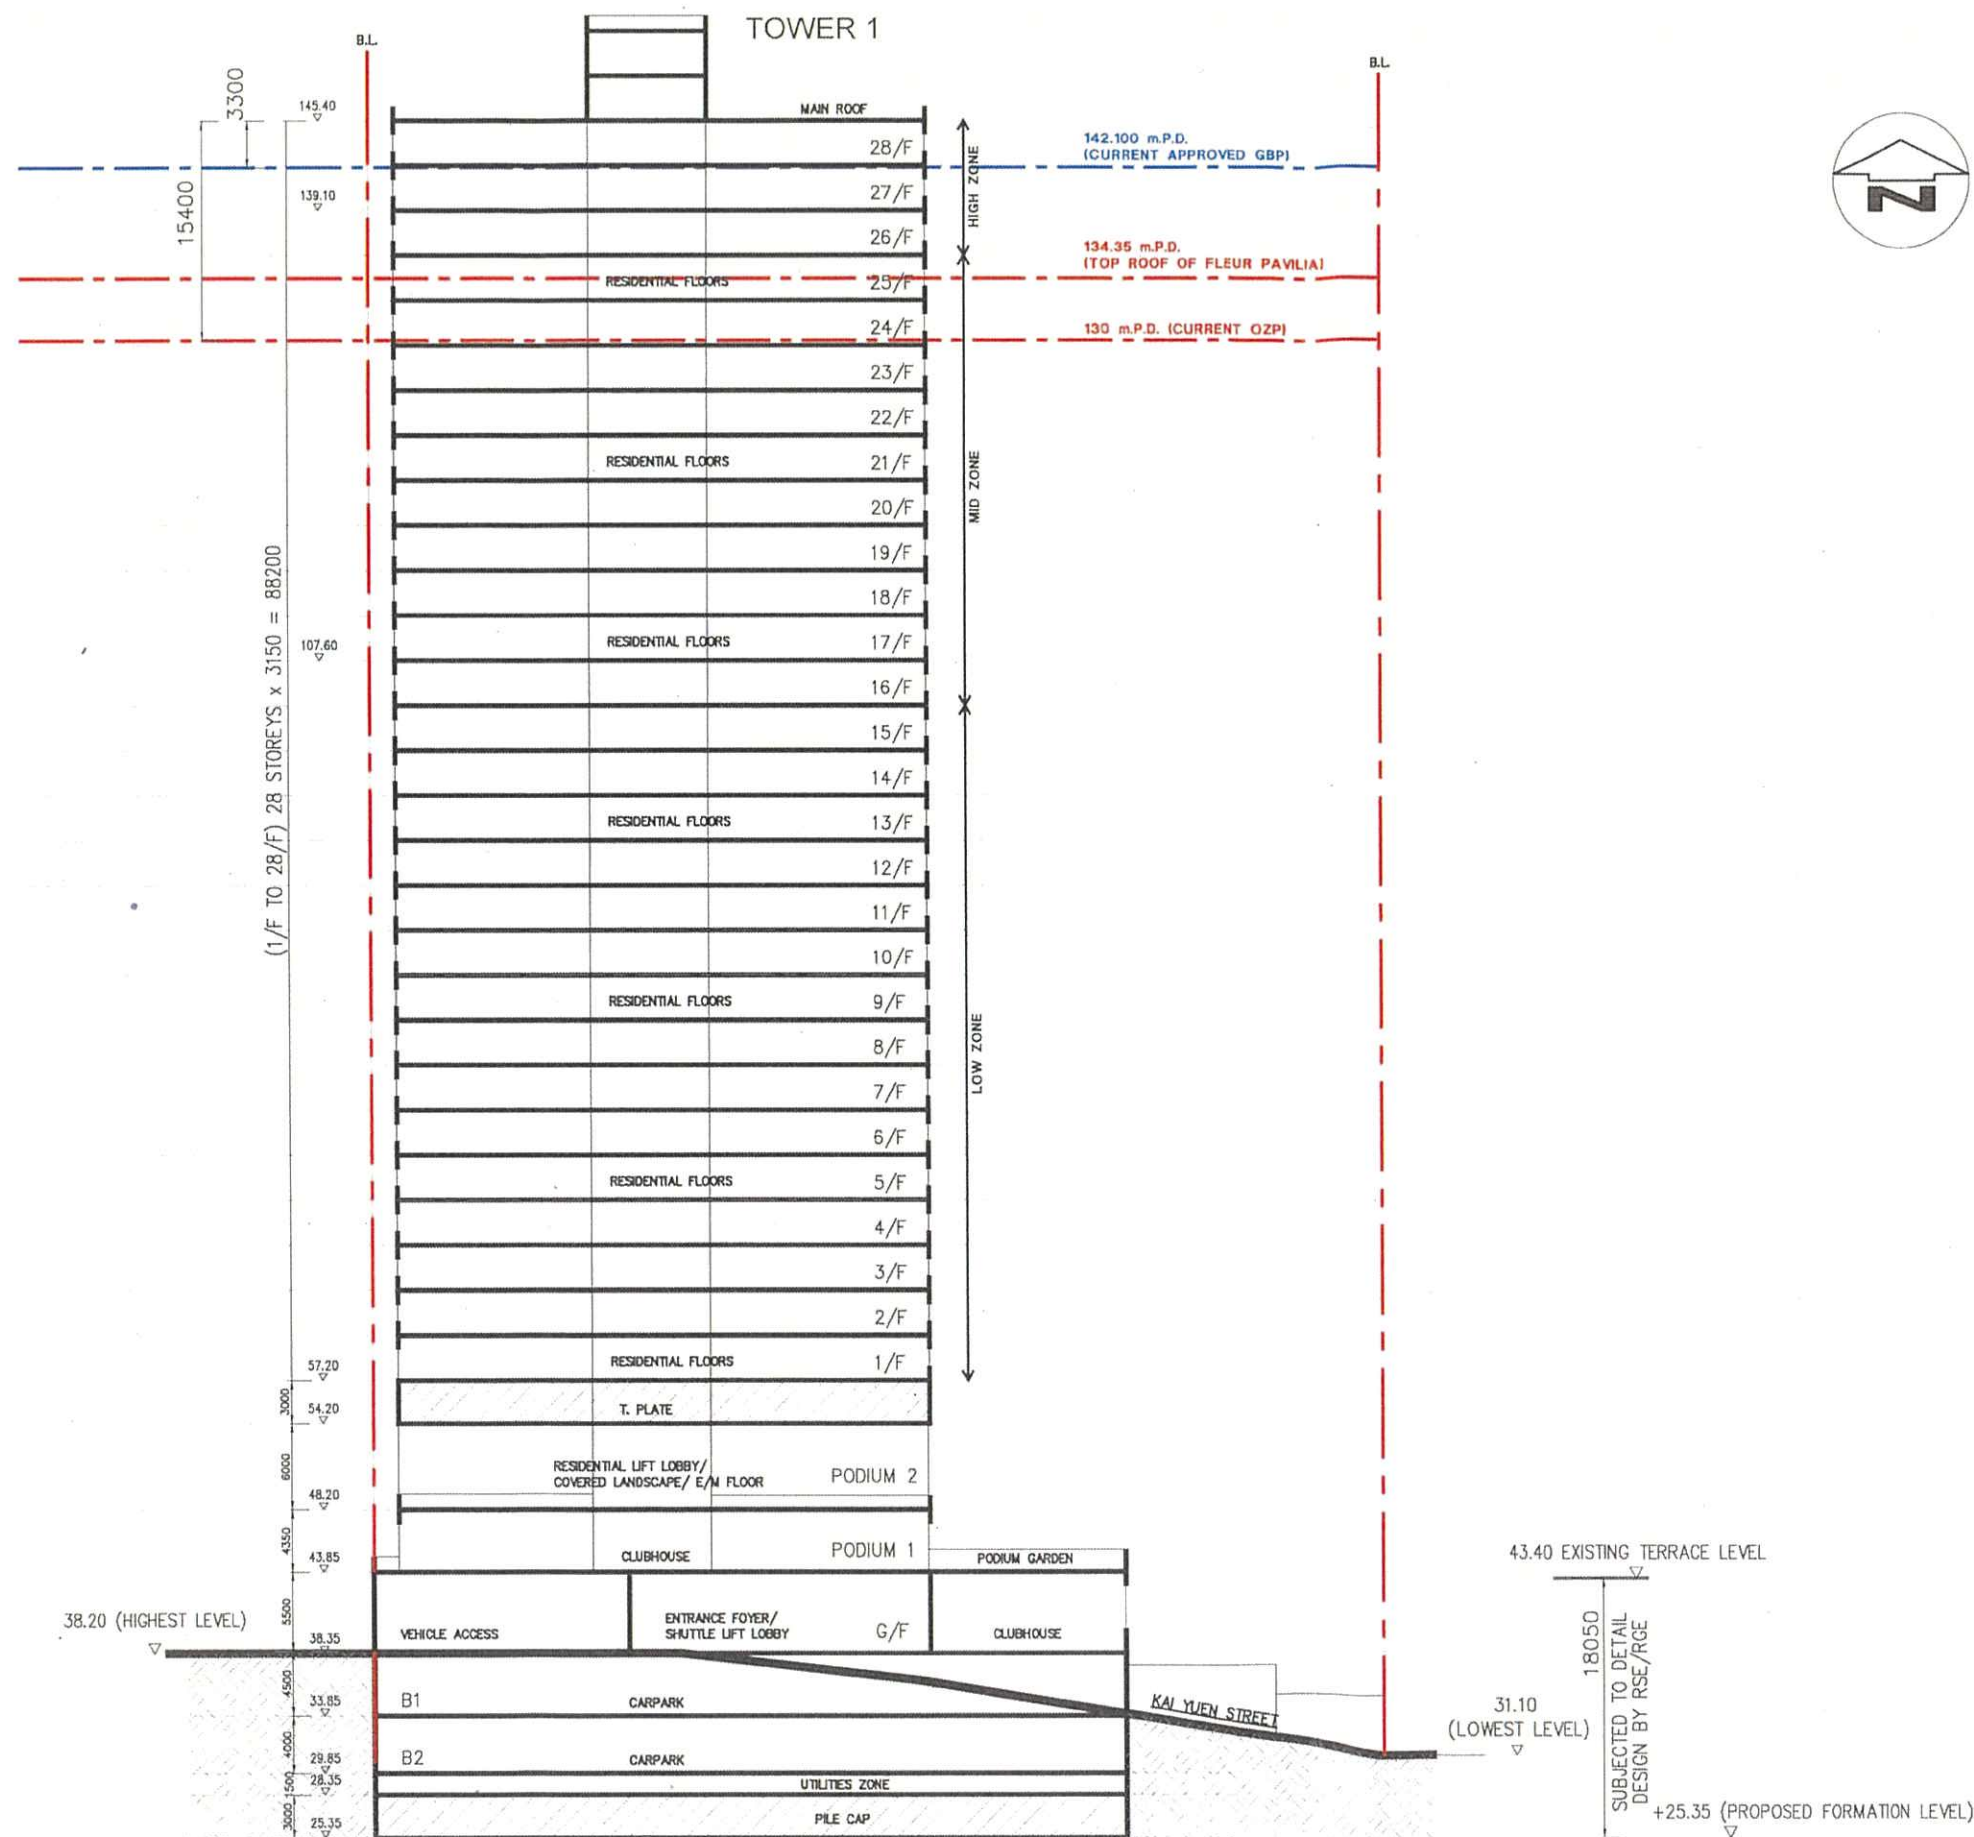 TOWER 1
B.L.
B.L.
3300
145.40
MAIN ROOF
28/F
142.100 m.P.D.
(CURRENT APPROVED GBP)
HIGH ZONE
15400
139.10
27/F
26/F
134.35 m.P.D.
(TOP ROOF OF FLEUR PAVILIA)
RESIDENTIAL FLOORS
25/F
24/F
130 m.P.D. (CURRENT OZP)
23/F
22/F
RESIDENTIAL FLOORS
21/F
MID ZONE
20/F
19/F
18/F
(1/F TO 28/F) 28 STOREYS x 3150 = 88200
107.60
RESIDENTIAL FLOORS
17/F
16/F
15/F
14/F
RESIDENTIAL FLOORS
13/F
12/F
11/F
10/F
RESIDENTIAL FLOORS
9/F
LOW ZONE
8/F
7/F
6/F
RESIDENTIAL FLOORS
5/F
4/F
3/F
2/F
57.20
RESIDENTIAL FLOORS
1/F
3000
54.20
T. PLATE
6000
RESIDENTIAL LIFT LOBBY/
COVERED LANDSCAPE/ E/M FLOOR
PODIUM 2
48.20
4350
43.85
CLUBHOUSE
PODIUM 1
PODIUM GARDEN
43.40 EXISTING TERRACE LEVEL
38.20 (HIGHEST LEVEL)
5500
38.35
VEHICLE ACCESS
ENTRANCE FOYER/
SHUTTLE LIFT LOBBY
G/F
CLUBHOUSE
18050
SUBJECTED TO DETAIL
DESIGN BY RSE/RGE
4500
33.85
B1
CARPARK
KAI YUEN STREET
31.10
(LOWEST LEVEL)
4000
29.85
B2
CARPARK
1500
28.35
UTILITIES ZONE
3000
25.35
PILE CAP
+25.35 (PROPOSED FORMATION LEVEL)
N